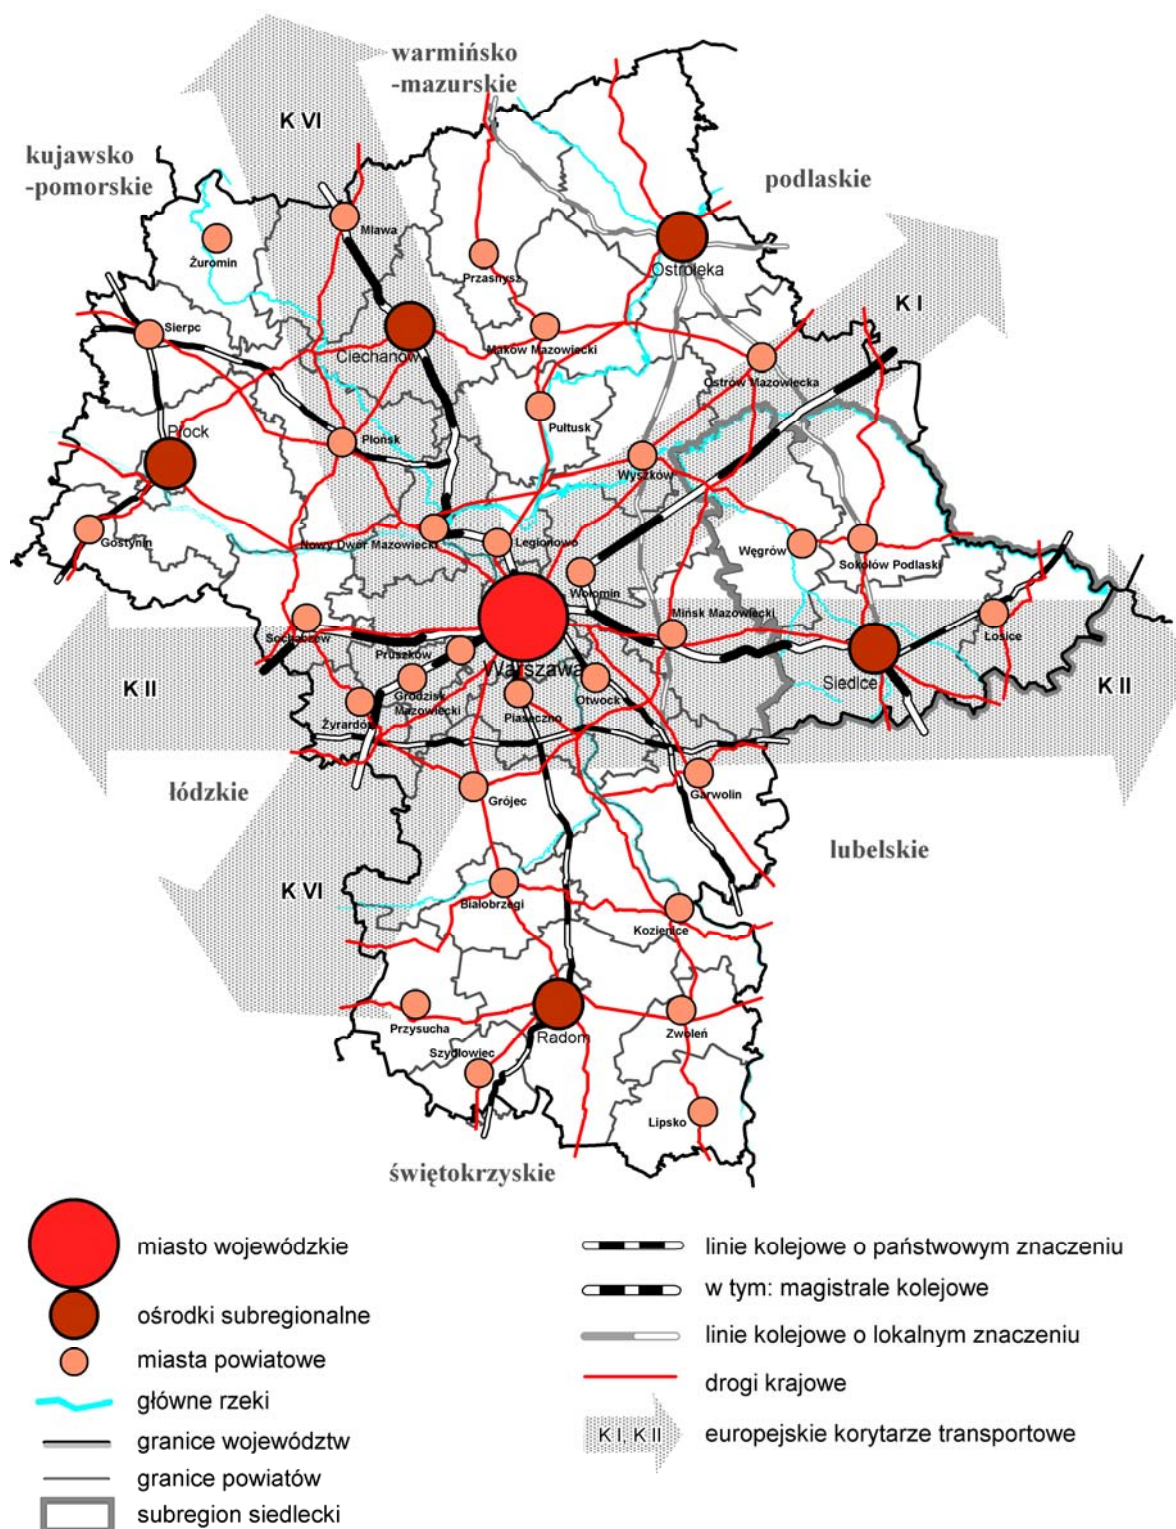 warmińsko
-mazurskie
K VI
kujawsko
-pomorskie
podlaskie
Mława
Żuromin
Przasnysz
Ostrołęka
K I
Sierpc
Ciechanów
Maków Mazowiecki
Ostrów Mazowiecka
Płock
Płońsk
Pułtusk
Wyszków
Gostynin
Nowy Dwór Mazowiecki
Legionowo
Węgrów
Sokołów Podlaski
Wołomin
Mińsk Mazowiecki
Łosice
Sochaczew
Pruszków
Warszawa
Siedlce
K II
Grodzisk
Mazowiecki
Otwock
K II
Żyrardów
Piaseczno
łódzkie
Grójec
Garwolin
lubelskie
K VI
Białobrzegi
Kozienice
Przysucha
Radom
Zwoleń
Szydłowiec
Lipsko
świętokrzyskie
miasto wojewódzkie
ośrodki subregionalne
miasta powiatowe
główne rzeki
granice województw
granice powiatów
subregion siedlecki
linie kolejowe o państwowym znaczeniu
w tym: magistrale kolejowe
linie kolejowe o lokalnym znaczeniu
drogi krajowe
K I, K II
europejskie korytarze transportowe